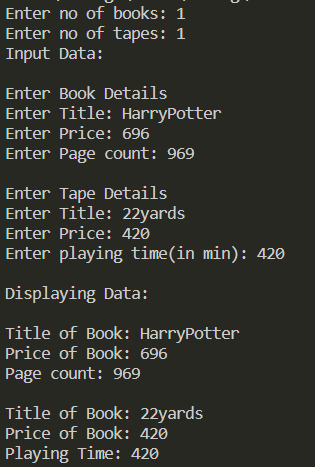 Enter no of books: 1
Enter no of tapes: 1
Input Data:
Enter Book Details
Enter Title: HarryPotter
Enter Price: 696
Enter Page count: 969
Enter Tape Details
Enter Title: 22yards
Enter Price: 420
Enter playing time(in min): 420
Displaying Data:
Title of Book: HarryPotter
Price of Book: 696
Page count: 969
Title of Book: 22yards
Price of Book: 420
Playing Time: 420